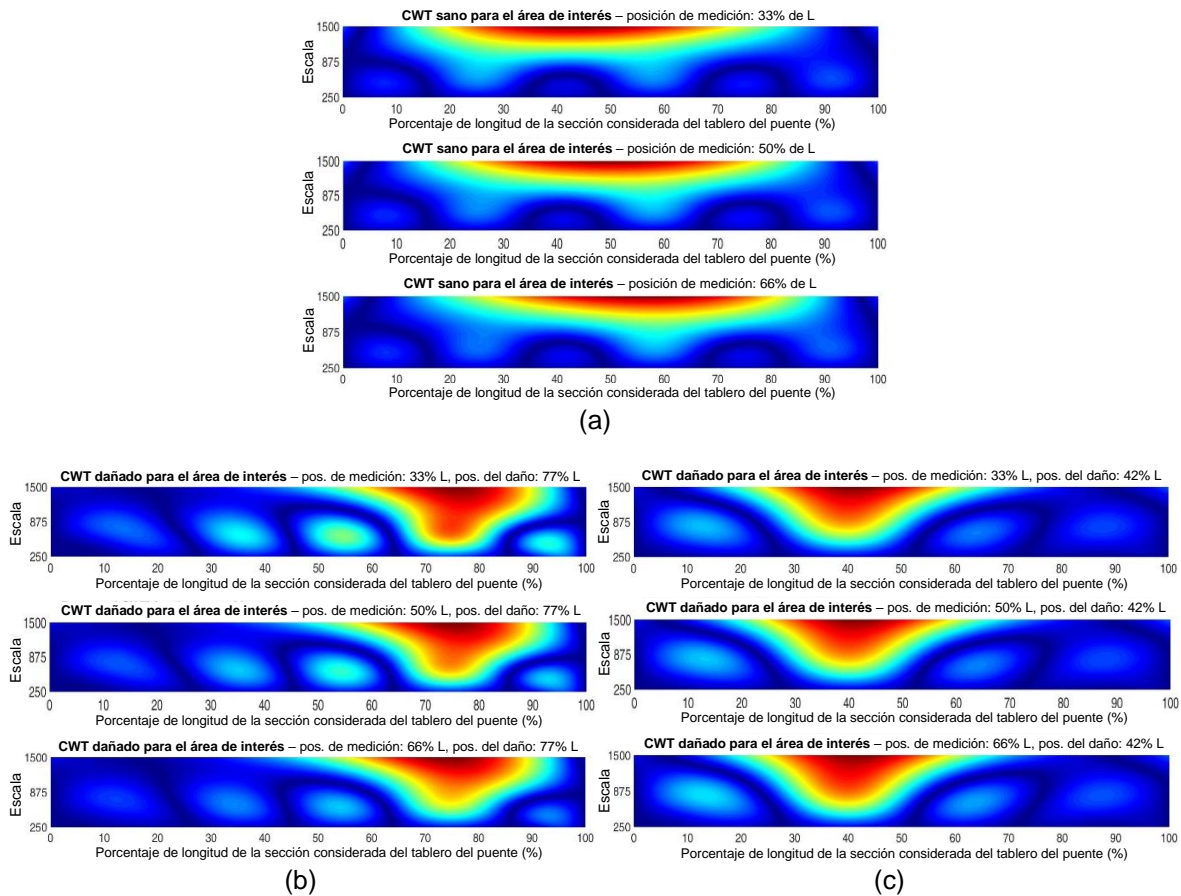 CWT sano para el área de interés – posición de medición: 33% de L
Escala
1500
875
250
0 10 20 30 40 50 60 70 80 90 100
Porcentaje de longitud de la sección considerada del tablero del puente (%)
CWT sano para el área de interés – posición de medición: 50% de L
Escala
1500
875
250
0 10 20 30 40 50 60 70 80 90 100
Porcentaje de longitud de la sección considerada del tablero del puente (%)
CWT sano para el área de interés – posición de medición: 66% de L
Escala
1500
875
250
0 10 20 30 40 50 60 70 80 90 100
Porcentaje de longitud de la sección considerada del tablero del puente (%)
(a)
CWT dañado para el área de interés – pos. de medición: 33% L, pos. del daño: 77% L
Escala
1500
875
250
0 10 20 30 40 50 60 70 80 90 100
Porcentaje de longitud de la sección considerada del tablero del puente (%)
CWT dañado para el área de interés – pos. de medición: 50% L, pos. del daño: 77% L
Escala
1500
875
250
0 10 20 30 40 50 60 70 80 90 100
Porcentaje de longitud de la sección considerada del tablero del puente (%)
CWT dañado para el área de interés – pos. de medición: 66% L, pos. del daño: 77% L
Escala
1500
875
250
0 10 20 30 40 50 60 70 80 90 100
Porcentaje de longitud de la sección considerada del tablero del puente (%)
(b)
CWT dañado para el área de interés – pos. de medición: 33% L, pos. del daño: 42% L
Escala
1500
875
250
0 10 20 30 40 50 60 70 80 90 100
Porcentaje de longitud de la sección considerada del tablero del puente (%)
CWT dañado para el área de interés – pos. de medición: 50% L, pos. del daño: 42% L
Escala
1500
875
250
0 10 20 30 40 50 60 70 80 90 100
Porcentaje de longitud de la sección considerada del tablero del puente (%)
CWT dañado para el área de interés – pos. de medición: 66% L, pos. del daño: 42% L
Escala
1500
875
250
0 10 20 30 40 50 60 70 80 90 100
Porcentaje de longitud de la sección considerada del tablero del puente (%)
(c)